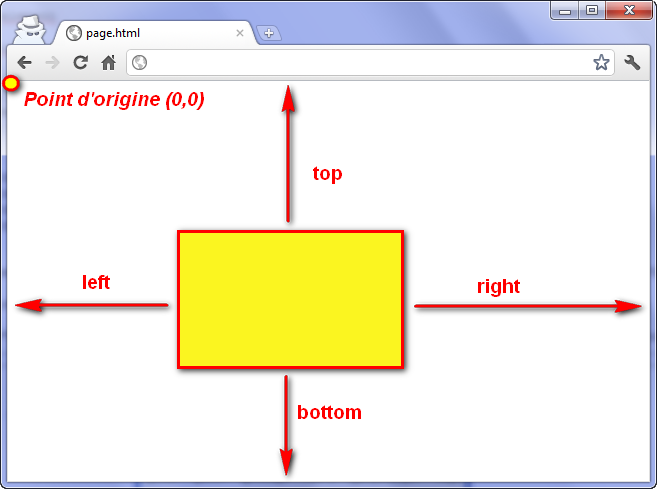 page.html
Point d'origine (0,0)
top
left
right
bottom